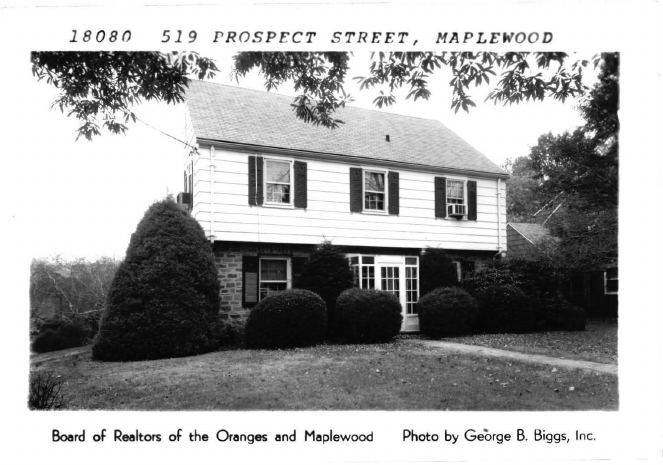 18080 519 PROSPECT STREET, MAPLEWOOD
Board of Realtors of the Oranges and Maplewood Photo by George B. Biggs, Inc.